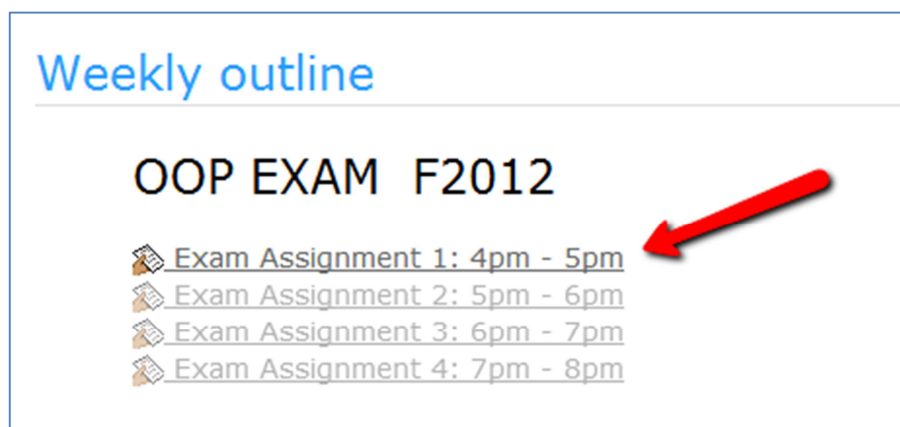 Weekly outline
OOP EXAM F2012
Exam Assignment 1: 4pm - 5pm
Exam Assignment 2: 5pm - 6pm
Exam Assignment 3: 6pm - 7pm
Exam Assignment 4: 7pm - 8pm